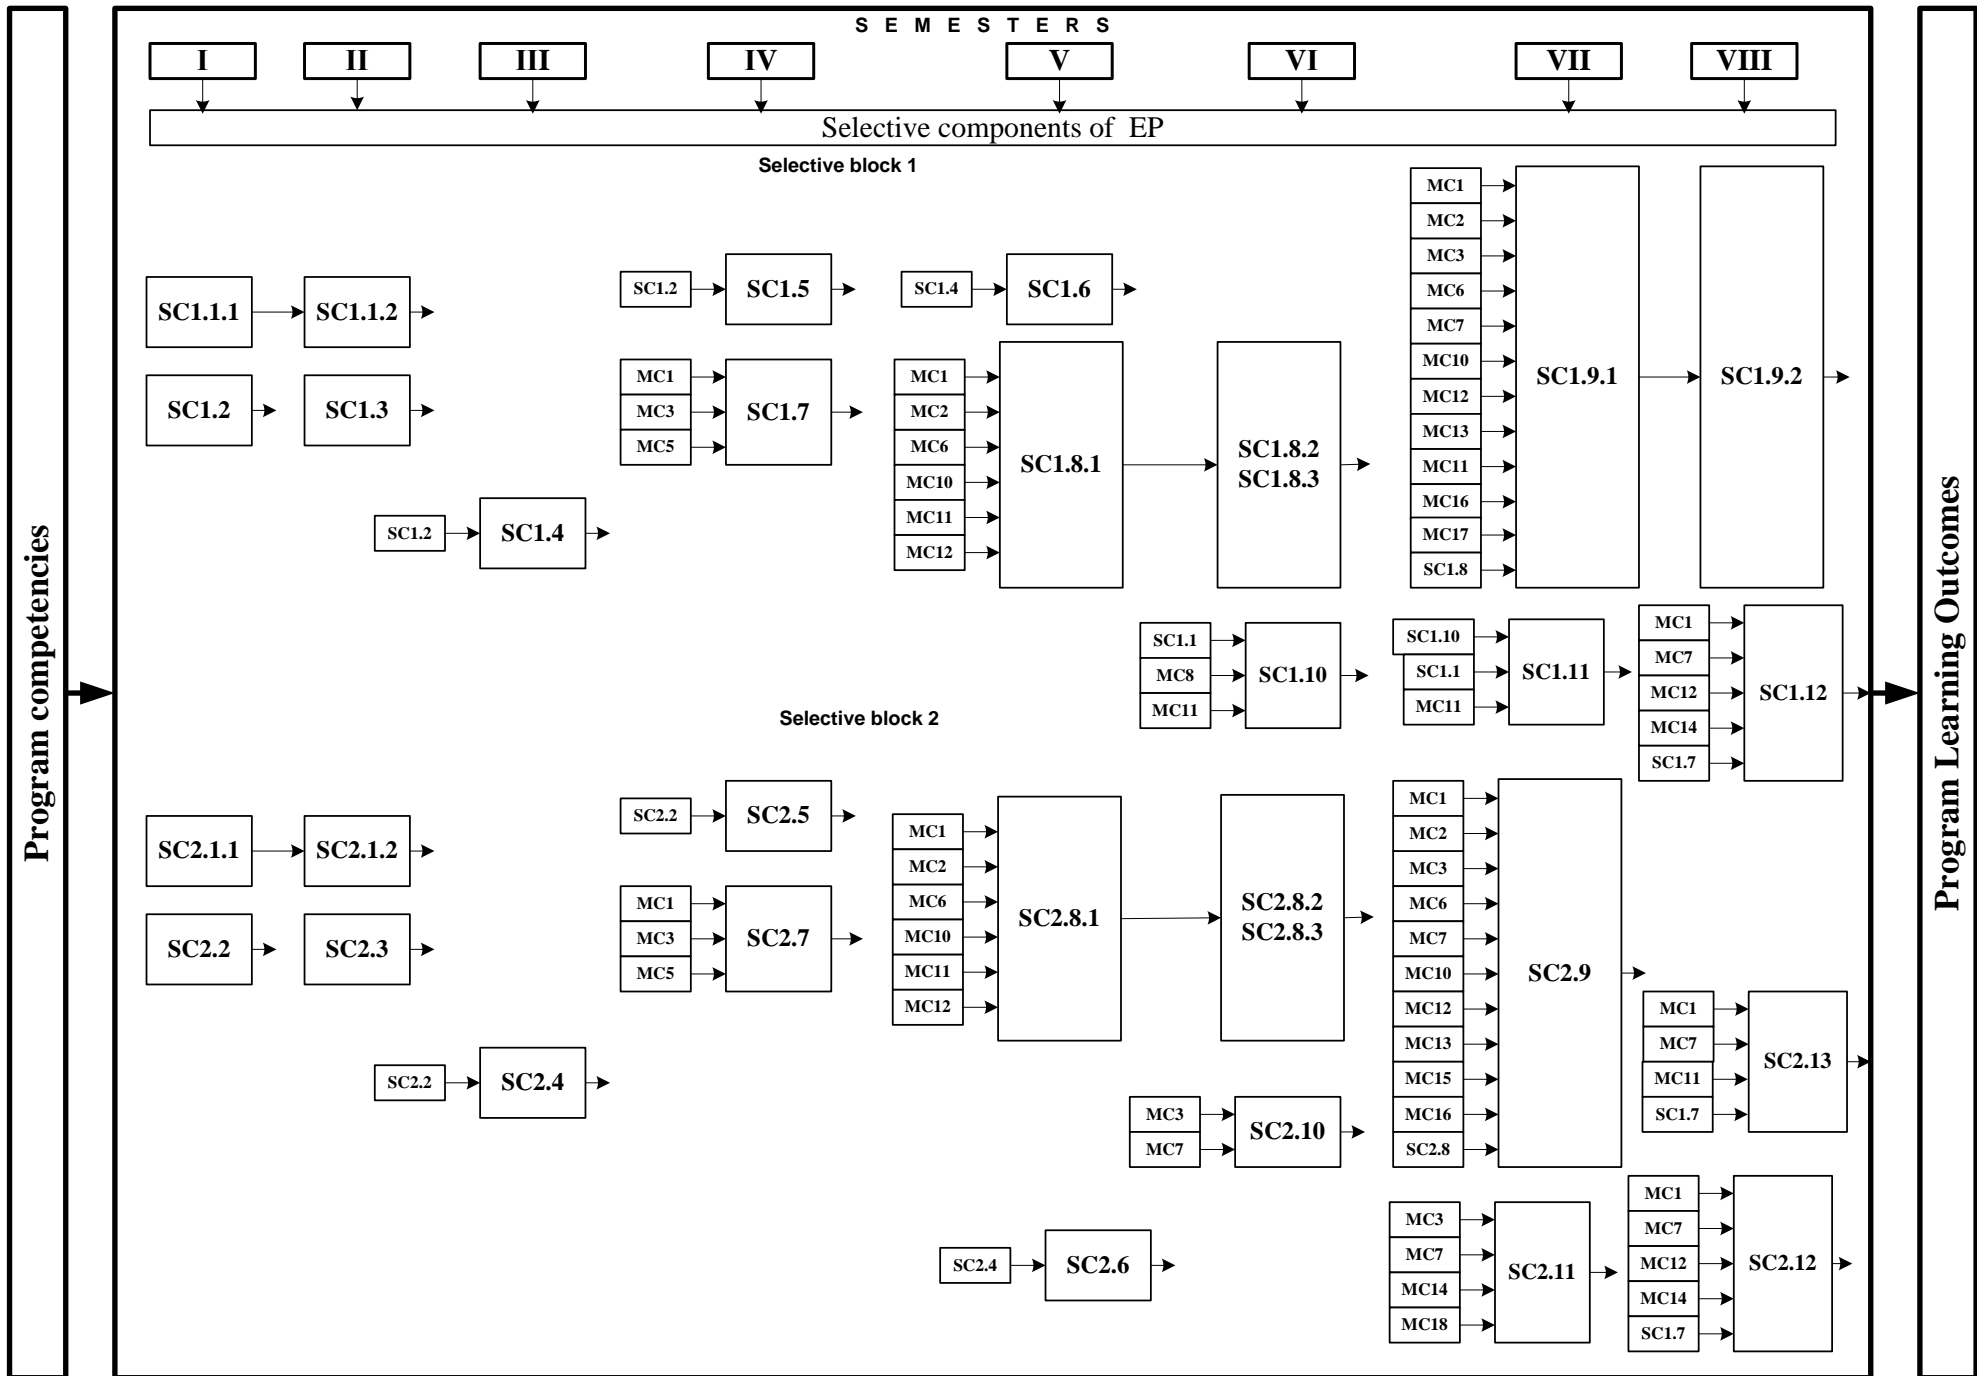 S E M E S T E R S
I
II
III
IV
V
VI
VII
VIII
Selective components of EP
Program competencies
Program Learning Outcomes
Selective block 1
SC1.1.1
SC1.1.2
SC1.2
SC1.3
SC1.2
SC1.4
SC1.2
SC1.5
MC1
MC3
MC5
SC1.7
SC1.4
SC1.6
MC1
MC2
MC6
MC10
MC11
MC12
SC1.8.1
SC1.8.2
SC1.8.3
MC1
MC2
MC3
MC6
MC7
MC10
MC12
MC13
MC11
MC16
MC17
SC1.8
SC1.9.1
SC1.9.2
SC1.1
MC8
MC11
SC1.10
SC1.10
SC1.1
MC11
SC1.11
MC1
MC7
MC12
MC14
SC1.7
SC1.12
Selective block 2
SC2.1.1
SC2.1.2
SC2.2
SC2.3
SC2.2
SC2.4
SC2.2
SC2.5
MC1
MC3
MC5
SC2.7
MC1
MC2
MC6
MC10
MC11
MC12
SC2.8.1
SC2.8.2
SC2.8.3
MC1
MC2
MC3
MC6
MC7
MC10
MC12
MC13
MC15
MC16
SC2.8
SC2.9
MC1
MC7
MC11
SC1.7
SC2.13
MC3
MC7
SC2.10
SC2.4
SC2.6
MC3
MC7
MC14
MC18
SC2.11
MC1
MC7
MC12
MC14
SC1.7
SC2.12